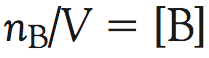 n_B/V = [B]